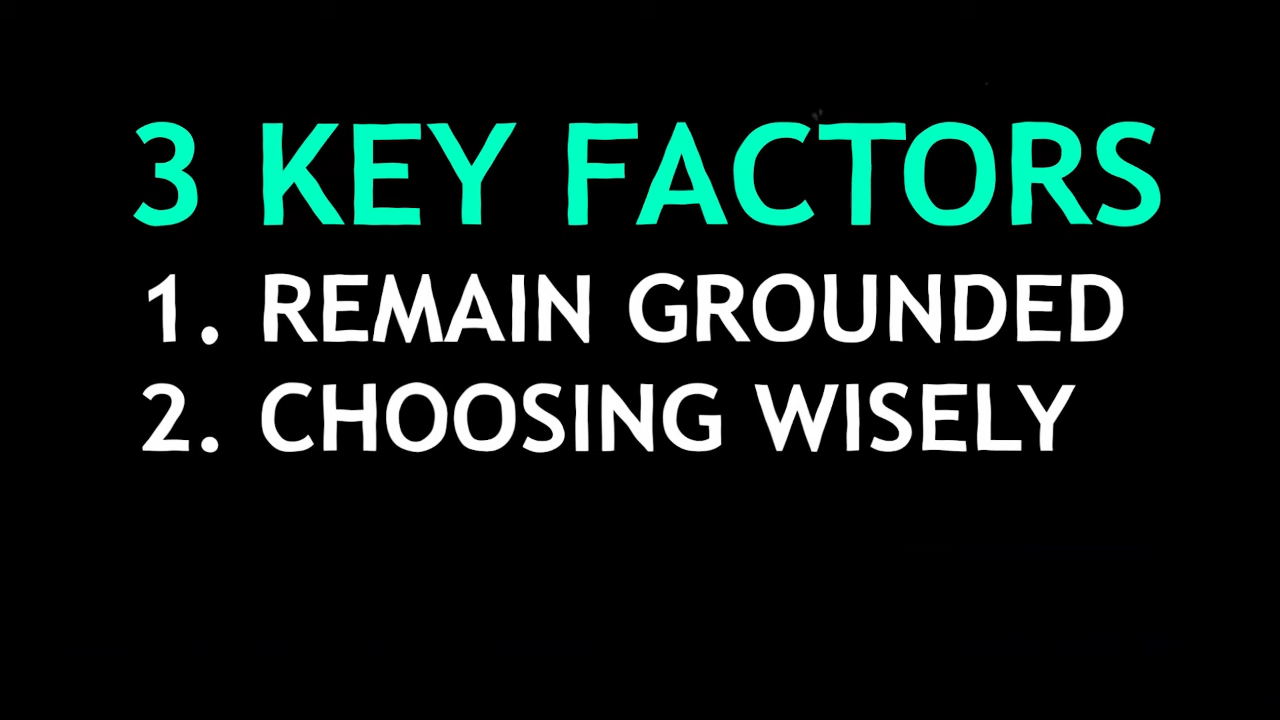 3 KEY FACTORS
1. REMAIN GROUNDED
2. CHOOSING WISELY